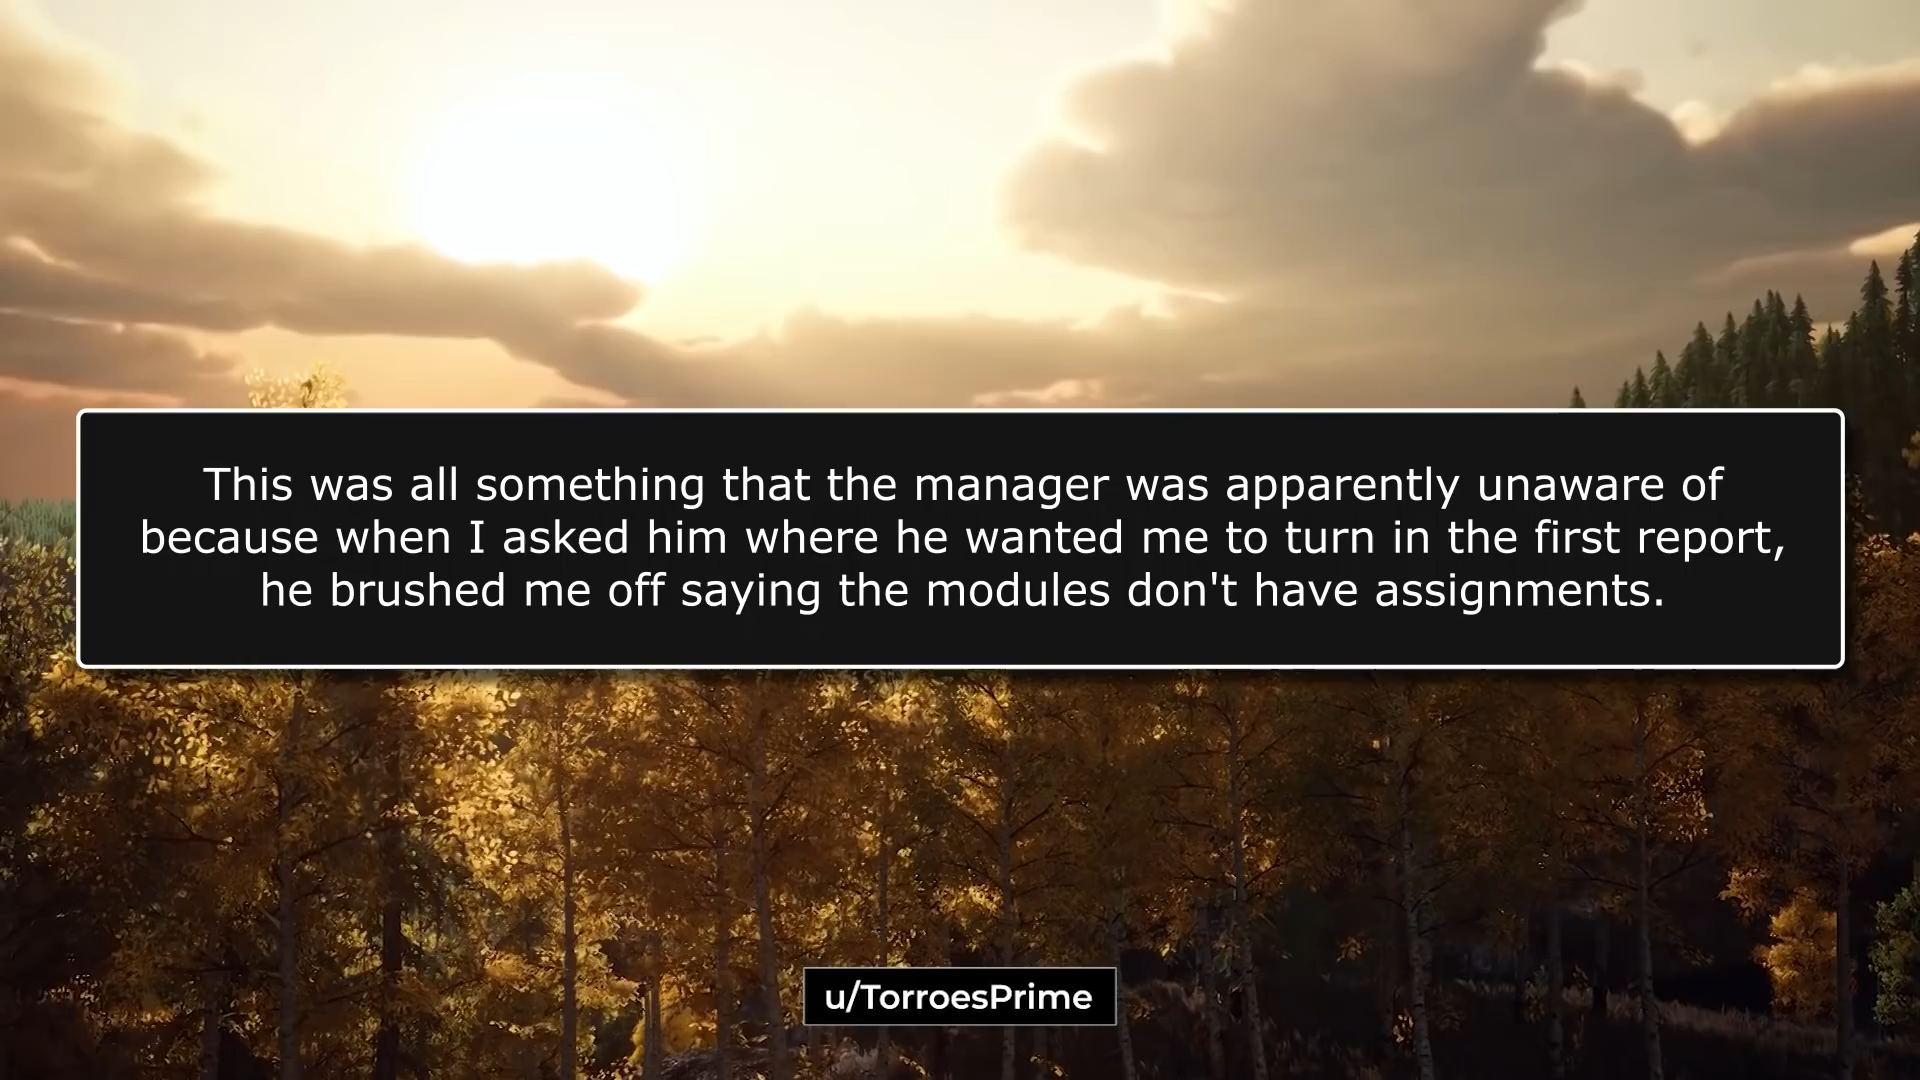 This was all something that the manager was apparently unaware of
because when I asked him where he wanted me to turn in the first report,
he brushed me off saying the modules don't have assignments.
u/TorroesPrime